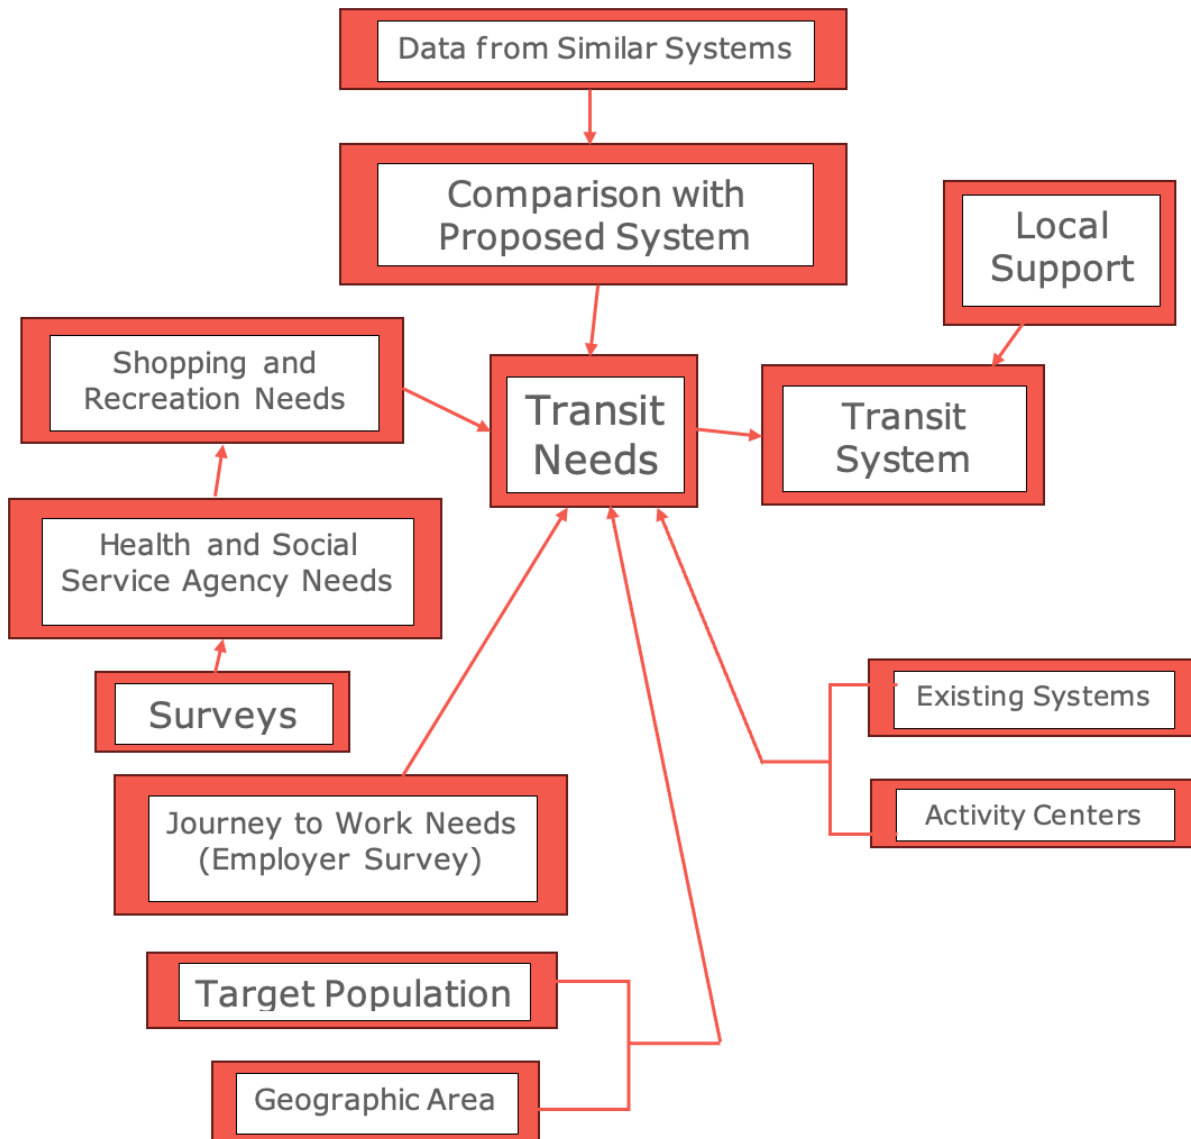 Data from Similar Systems
Comparison with
Proposed System
Local
Support
Shopping and
Recreation Needs
Transit
Needs
Transit
System
Health and Social
Service Agency Needs
Surveys
Existing Systems
Activity Centers
Journey to Work Needs
(Employer Survey)
Target Population
Geographic Area